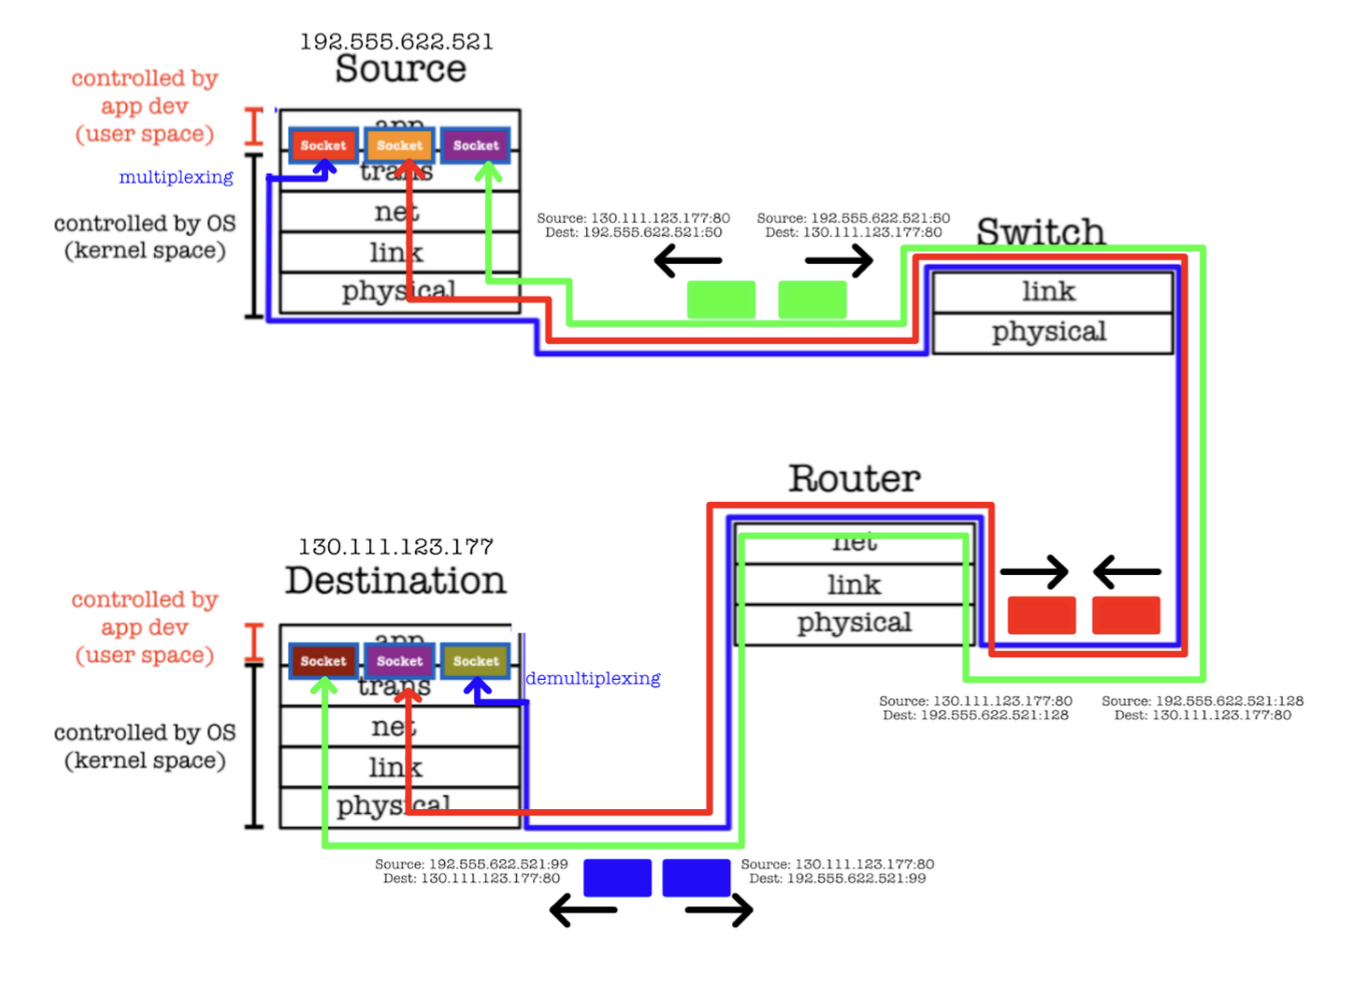 192.555.622.521
Source
controlled by
app dev
(user space)
app
Socket
Socket
Socket
multiplexing
trans
controlled by OS
(kernel space)
net
link
physical
Source: 130.111.123.177:80
Dest: 192.555.622.521:50
Source: 192.555.622.521:50
Dest: 130.111.123.177:80
Switch
link
physical
Router
net
link
physical
130.111.123.177
Destination
controlled by
app dev
(user space)
app
Socket
Socket
Socket
demultiplexing
trans
controlled by OS
(kernel space)
net
link
physical
Source: 130.111.123.177:80
Dest: 192.555.622.521:128
Source: 192.555.622.521:128
Dest: 130.111.123.177:80
Source: 192.555.622.521:99
Dest: 130.111.123.177:80
Source: 130.111.123.177:80
Dest: 192.555.622.521:99